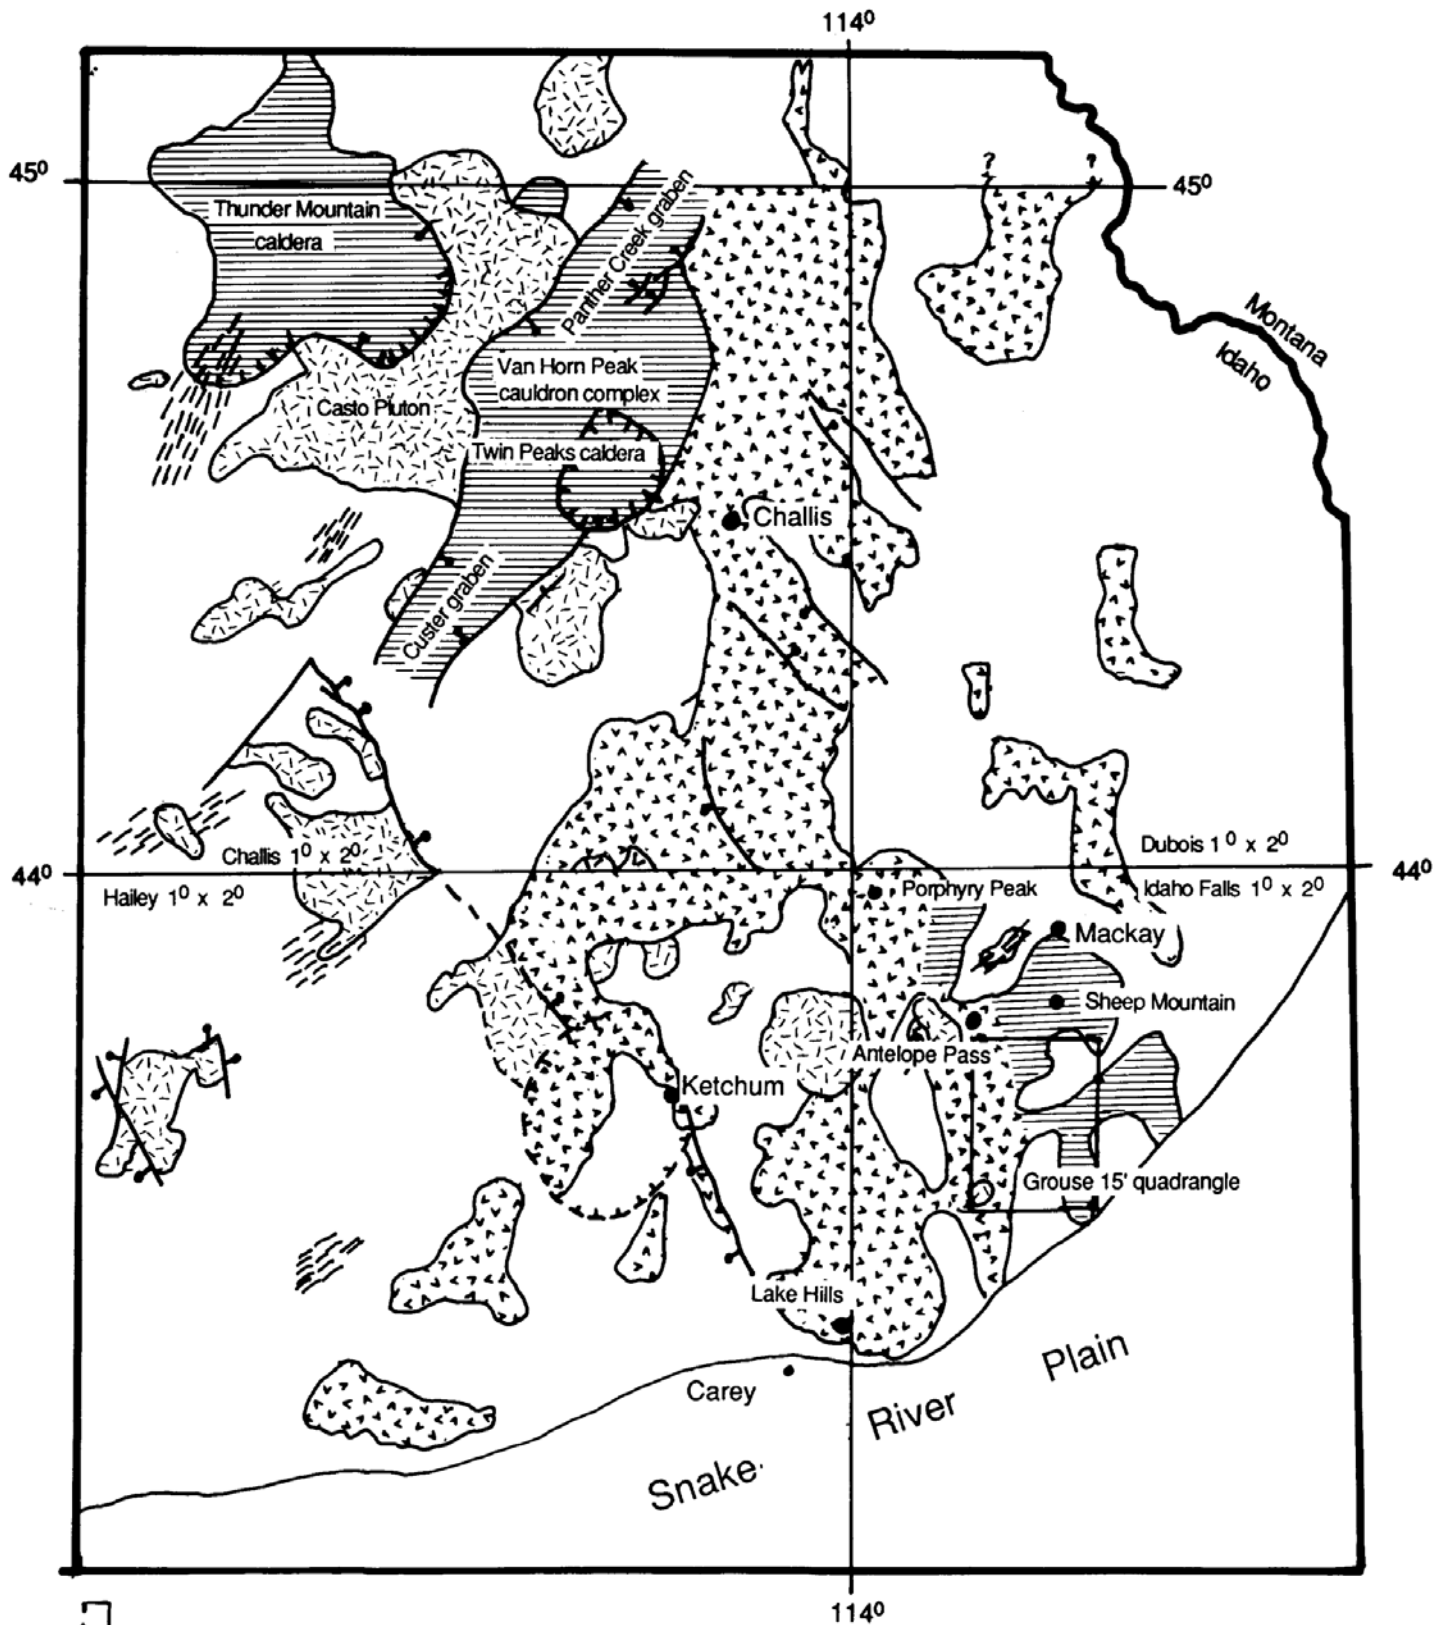 114⁰
45⁰
45⁰
? ?
Thunder Mountain
caldera
Panther Creek graben
Montana
Idaho
Van Horn Peak
cauldron complex
Casto Pluton
Twin Peaks caldera
Challis
Custer graben
Challis 1⁰ x 2⁰
Dubois 1⁰ x 2⁰
44⁰
44⁰
Hailey 1⁰ x 2⁰
Porphyry Peak
Idaho Falls 1⁰ x 2⁰
Mackay
Sheep Mountain
Antelope Pass
Ketchum
Grouse 15' quadrangle
Lake Hills
Carey
Snake River Plain
114⁰